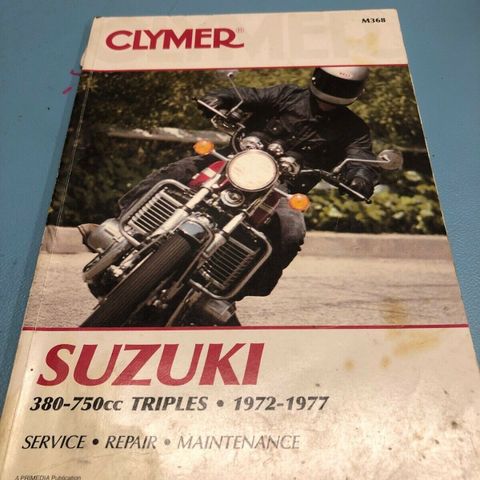 M368
CLYMER®
SUZUKI
380-750cc TRIPLES • 1972-1977
SERVICE • REPAIR • MAINTENANCE
A PRIMEDIA Publication